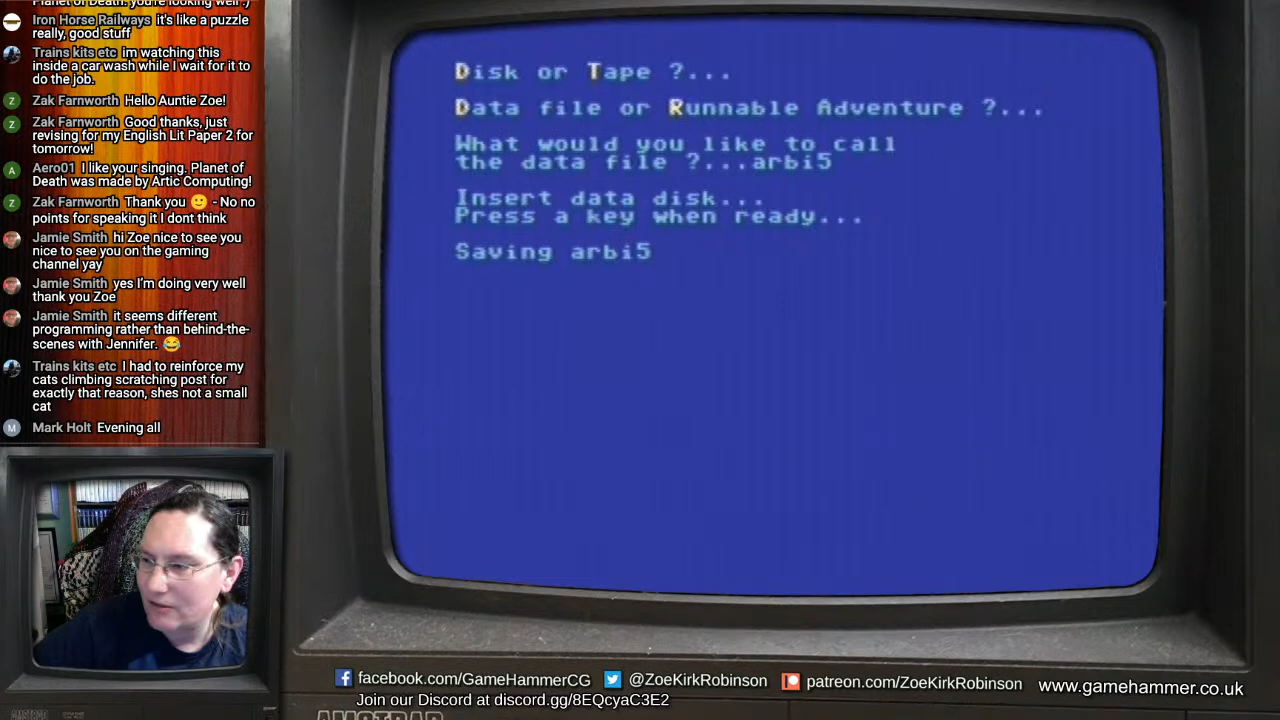 Planet of Death. you're looking well :)
Iron Horse Railways it's like a puzzle
really, good stuff
Trains kits etc im watching this
inside a car wash while I wait for it to
do the job.
Zak Farnworth Hello Auntie Zoe!
Zak Farnworth Good thanks, just
revising for my English Lit Paper 2 for
tomorrow!
Aero01 I like your singing. Planet of
Death was made by Artic Computing!
Zak Farnworth Thank you 🙂 - No no
points for speaking it I dont think
Jamie Smith hi Zoe nice to see you
nice to see you on the gaming
channel yay
Jamie Smith yes I'm doing very well
thank you Zoe
Jamie Smith it seems different
programming rather than behind-the-
scenes with Jennifer. 😂
Trains kits etc I had to reinforce my
cats climbing scratching post for
exactly that reason, shes not a small
cat
Mark Holt Evening all
Disk or Tape ?...
Data file or Runnable Adventure ?...
What would you like to call
the data file ?...arbi5
Insert data disk...
Press a key when ready...
Saving arbi5
facebook.com/GameHammerCG @ZoeKirkRobinson patreon.com/ZoeKirkRobinson www.gamehammer.co.uk
Join our Discord at discord.gg/8EQcyaC3E2
AMSTRAD